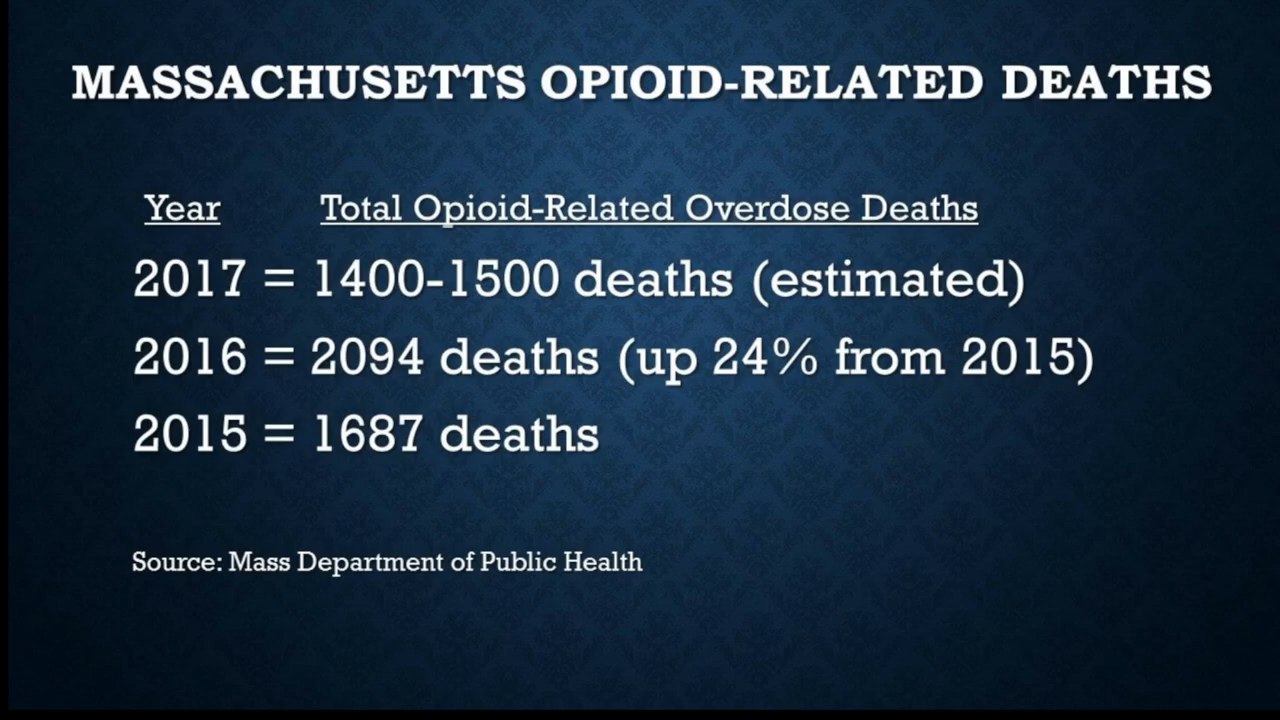 MASSACHUSETTS OPIOID-RELATED DEATHS
Year Total Opioid-Related Overdose Deaths
2017 = 1400-1500 deaths (estimated)
2016 = 2094 deaths (up 24% from 2015)
2015 = 1687 deaths
Source: Mass Department of Public Health